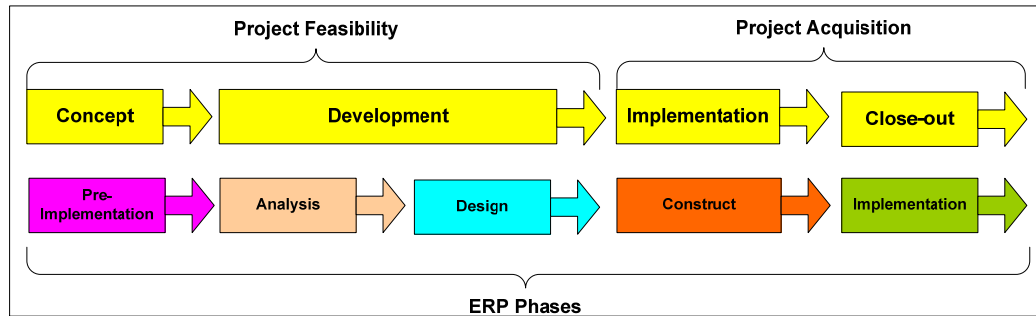 Project Feasibility
Project Acquisition
Concept
Development
Implementation
Close-out
Pre-
Implementation
Analysis
Design
Construct
Implementation
ERP Phases